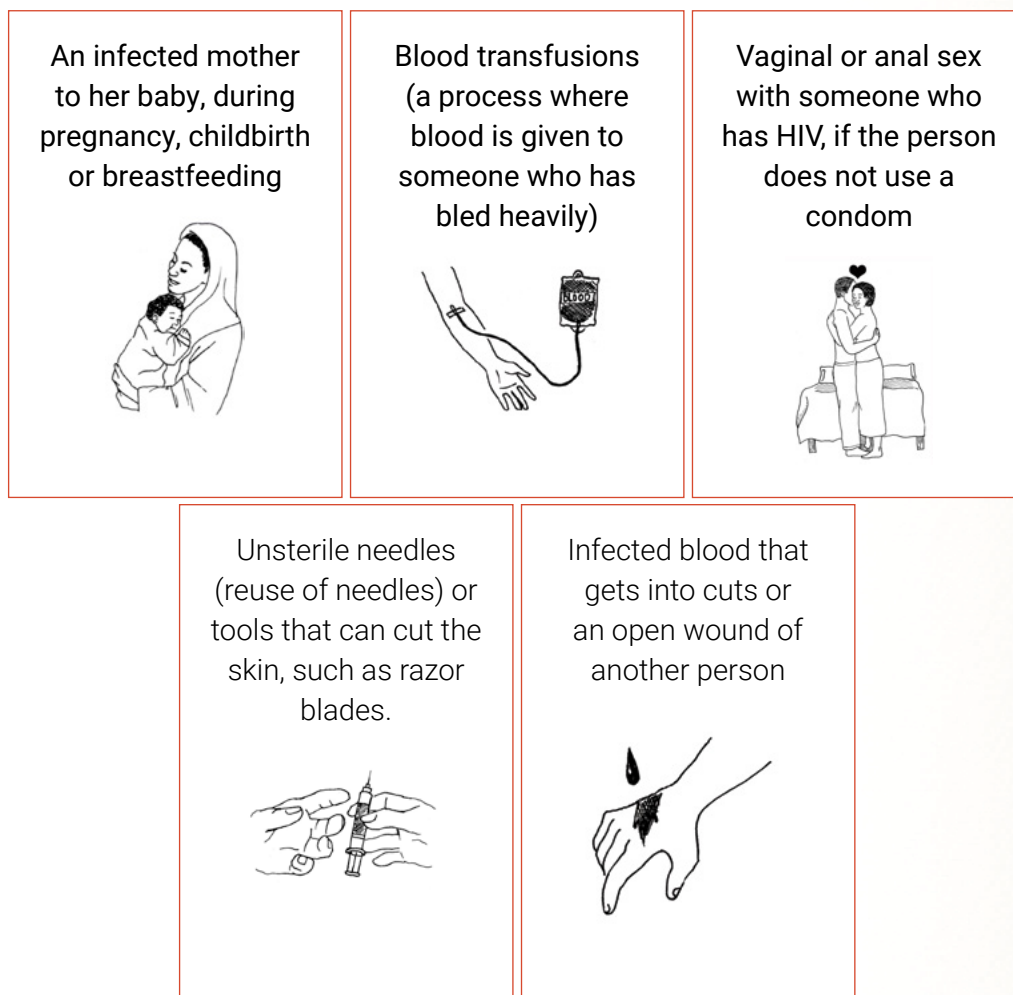 An infected mother
to her baby, during
pregnancy, childbirth
or breastfeeding
Blood transfusions
(a process where
blood is given to
someone who has
bled heavily)
BLOOD
Vaginal or anal sex
with someone who
has HIV, if the person
does not use a
condom
Unsterile needles
(reuse of needles) or
tools that can cut the
skin, such as razor
blades.
Infected blood that
gets into cuts or
an open wound of
another person